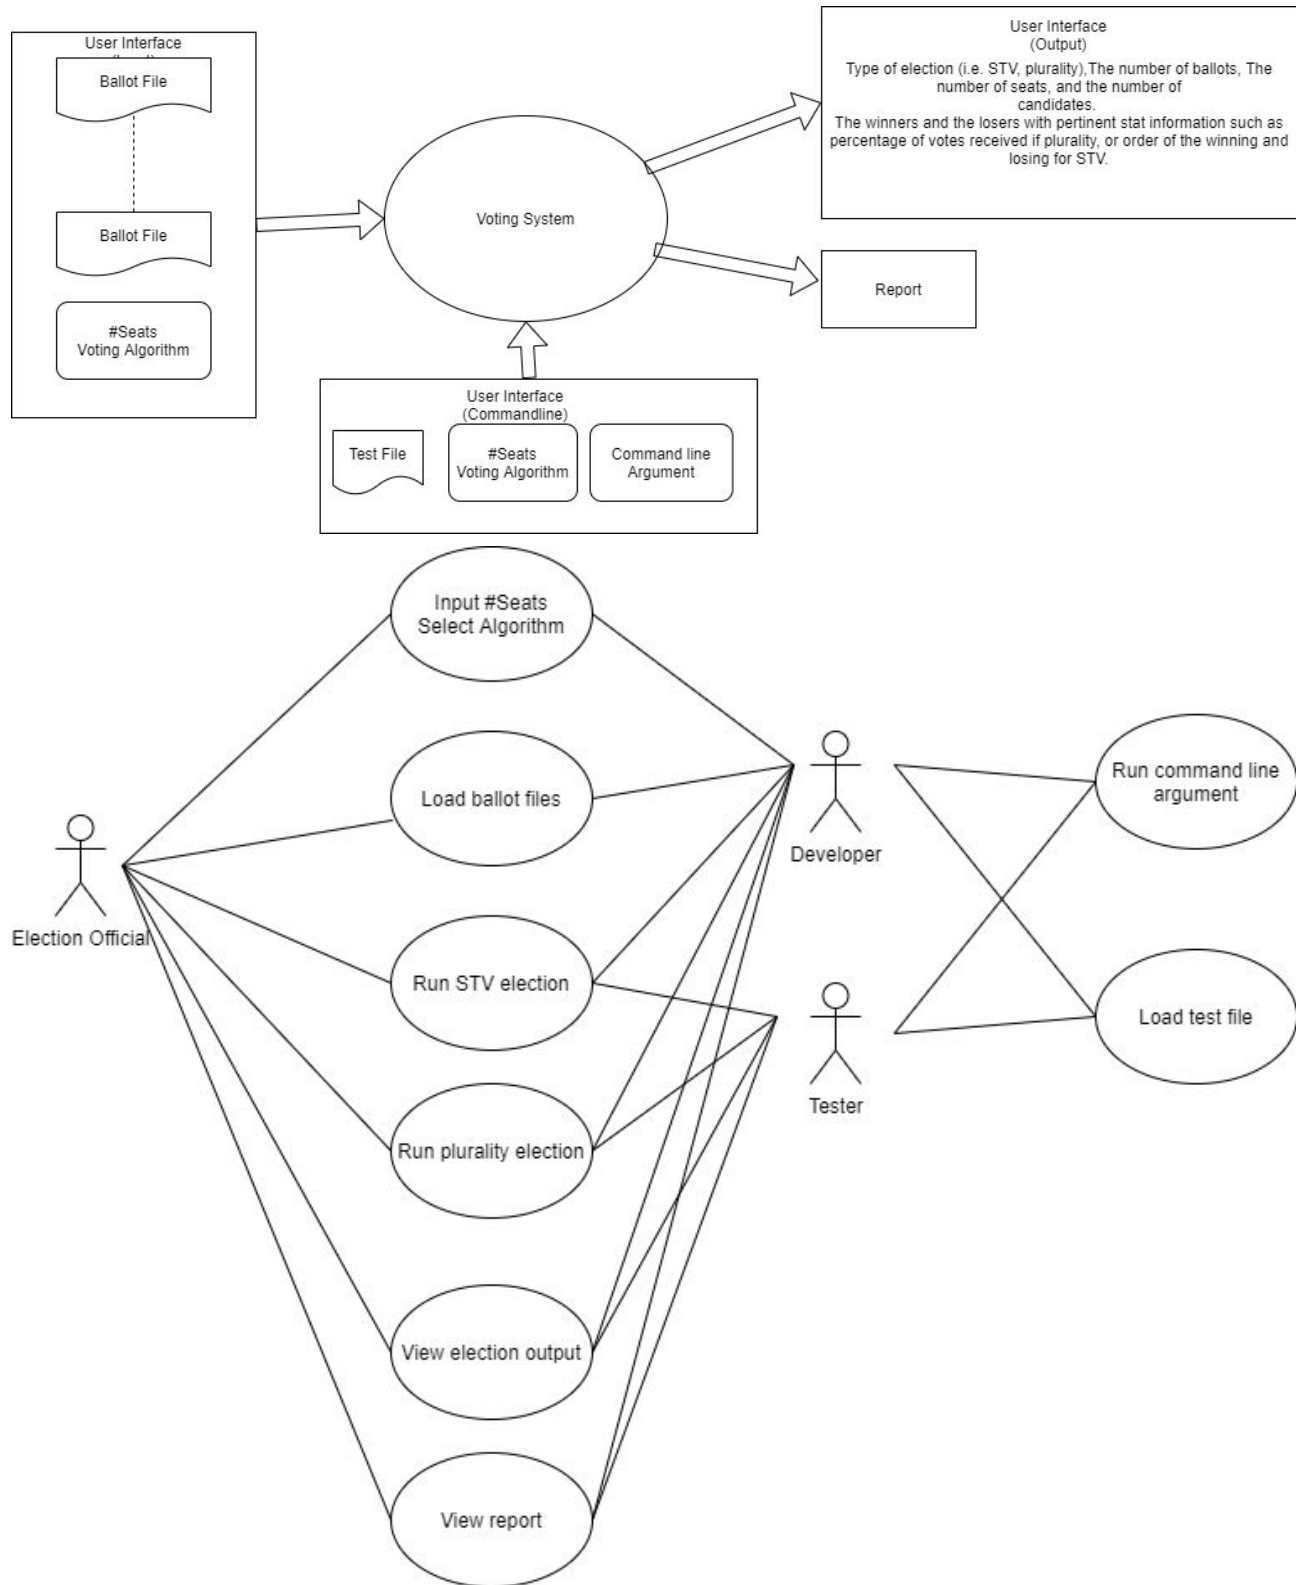 User Interface
Ballot File
Ballot File
#Seats
Voting Algorithm
Voting System
User Interface
(Output)
Type of election (i.e. STV, plurality),The number of ballots, The
number of seats, and the number of
candidates.
The winners and the losers with pertinent stat information such as
percentage of votes received if plurality, or order of the winning and
losing for STV.
Report
User Interface
(Commandline)
Test File
#Seats
Voting Algorithm
Command line
Argument
Input #Seats
Select Algorithm
Load ballot files
Run STV election
Run plurality election
View election output
View report
Election Official
Developer
Tester
Run command line
argument
Load test file